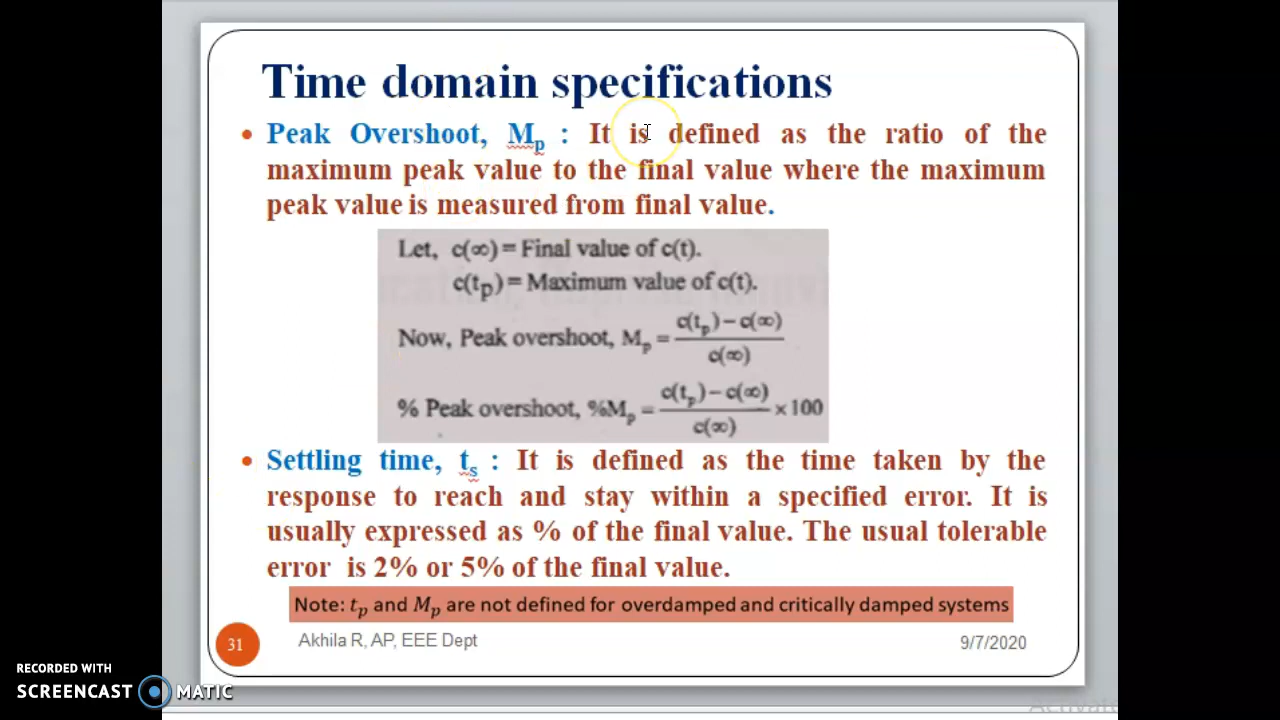 Time domain specifications
• Peak Overshoot, Mp : It is defined as the ratio of the
maximum peak value to the final value where the maximum
peak value is measured from final value.
Let, c(∞) = Final value of c(t).
c(tp) = Maximum value of c(t).
Now, Peak overshoot, Mp = (c(tp) − c(∞)) / c(∞)
% Peak overshoot, %Mp = (c(tp) − c(∞)) / c(∞) × 100
• Settling time, ts : It is defined as the time taken by the
response to reach and stay within a specified error. It is
usually expressed as % of the final value. The usual tolerable
error is 2% or 5% of the final value.
Note: tp and Mp are not defined for overdamped and critically damped systems
31 Akhila R, AP, EEE Dept 9/7/2020
RECORDED WITH
SCREENCAST MATIC